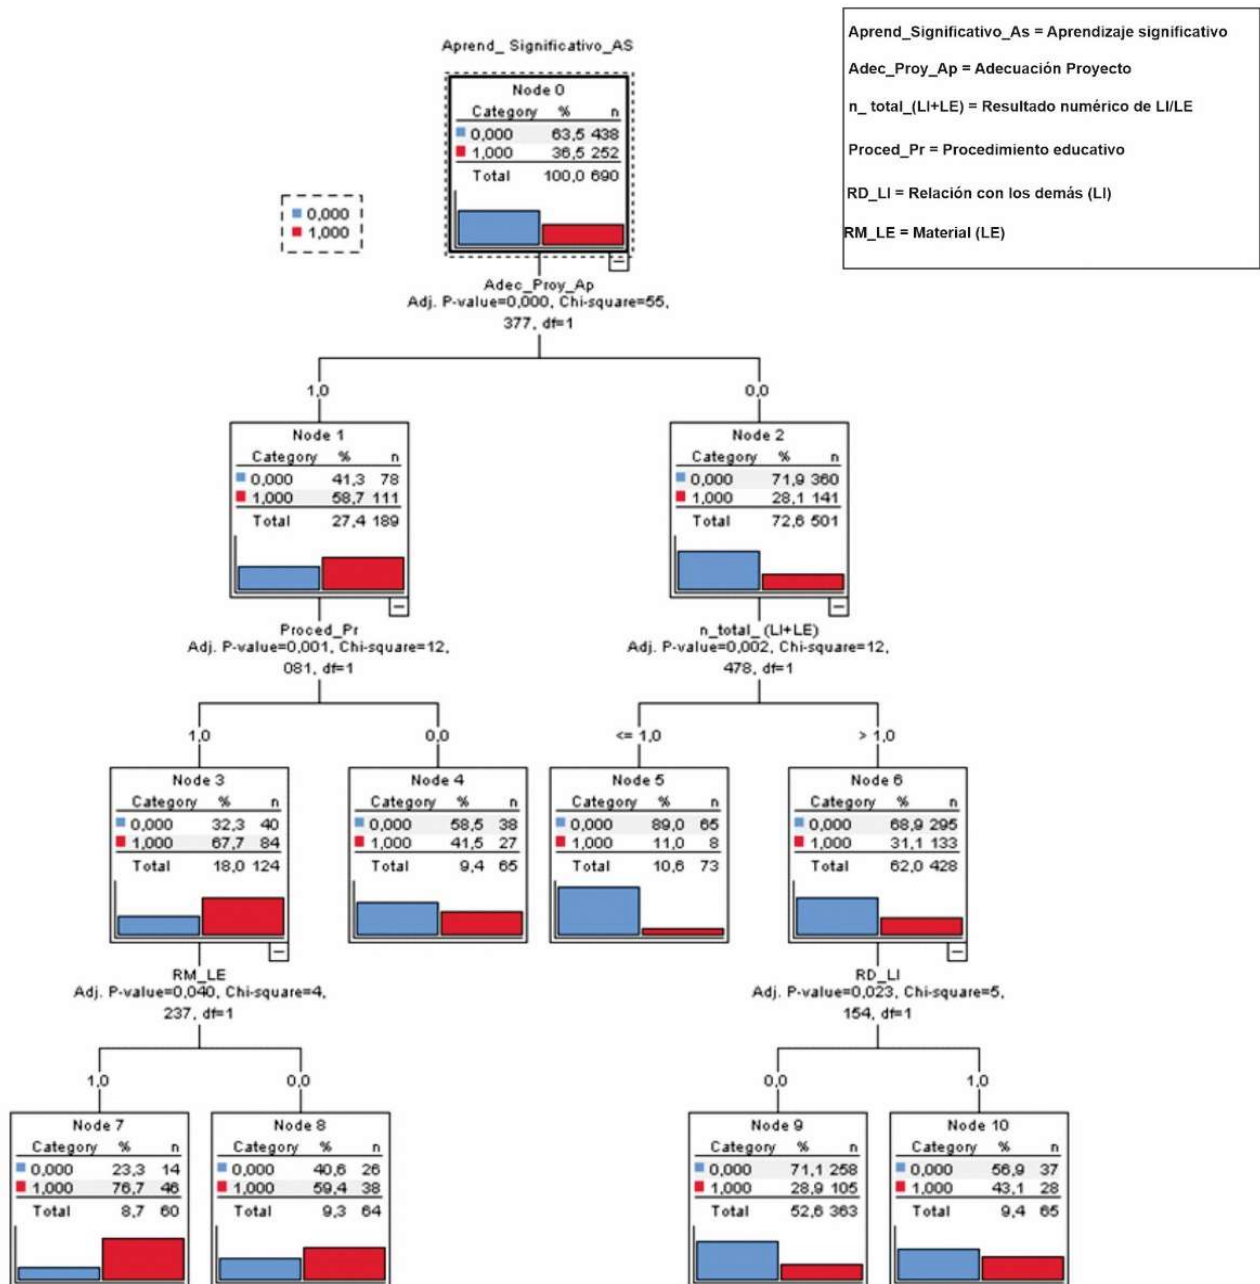 Aprend_ Significativo_AS
Node 0
Category % n
0,000 63,5 438
1,000 36,5 252
Total 100,0 690
Aprend_Significativo_As = Aprendizaje significativo
Adec_Proy_Ap = Adecuación Proyecto
n_ total_(LI+LE) = Resultado numérico de LI/LE
Proced_Pr = Procedimiento educativo
RD_LI = Relación con los demás (LI)
RM_LE = Material (LE)
0,000
1,000
Adec_Proy_Ap
Adj. P-value=0,000, Chi-square=55,
377, df=1
1,0
0,0
Node 1
Category % n
0,000 41,3 78
1,000 58,7 111
Total 27,4 189
Node 2
Category % n
0,000 71,9 360
1,000 28,1 141
Total 72,6 501
Proced_Pr
Adj. P-value=0,001, Chi-square=12,
081, df=1
n_total_ (LI+LE)
Adj. P-value=0,002, Chi-square=12,
478, df=1
1,0
0,0
<= 1,0
> 1,0
Node 3
Category % n
0,000 32,3 40
1,000 67,7 84
Total 18,0 124
Node 4
Category % n
0,000 58,5 38
1,000 41,5 27
Total 9,4 65
Node 5
Category % n
0,000 89,0 65
1,000 11,0 8
Total 10,6 73
Node 6
Category % n
0,000 68,9 295
1,000 31,1 133
Total 62,0 428
RM_LE
Adj. P-value=0,040, Chi-square=4,
237, df=1
RD_LI
Adj. P-value=0,023, Chi-square=5,
154, df=1
1,0
0,0
0,0
1,0
Node 7
Category % n
0,000 23,3 14
1,000 76,7 46
Total 8,7 60
Node 8
Category % n
0,000 40,6 26
1,000 59,4 38
Total 9,3 64
Node 9
Category % n
0,000 71,1 258
1,000 28,9 105
Total 52,6 363
Node 10
Category % n
0,000 56,9 37
1,000 43,1 28
Total 9,4 65